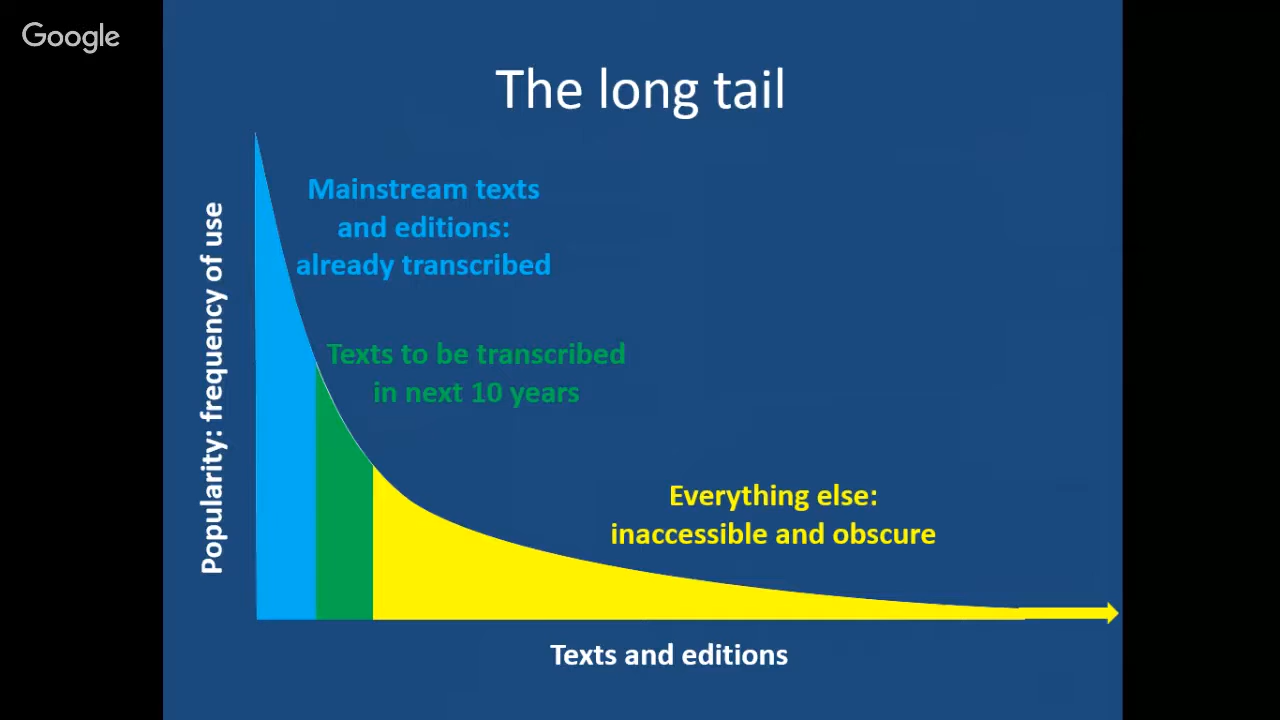 Google
The long tail
Mainstream texts
and editions:
already transcribed
Texts to be transcribed
in next 10 years
Everything else:
inaccessible and obscure
Popularity: frequency of use
Texts and editions